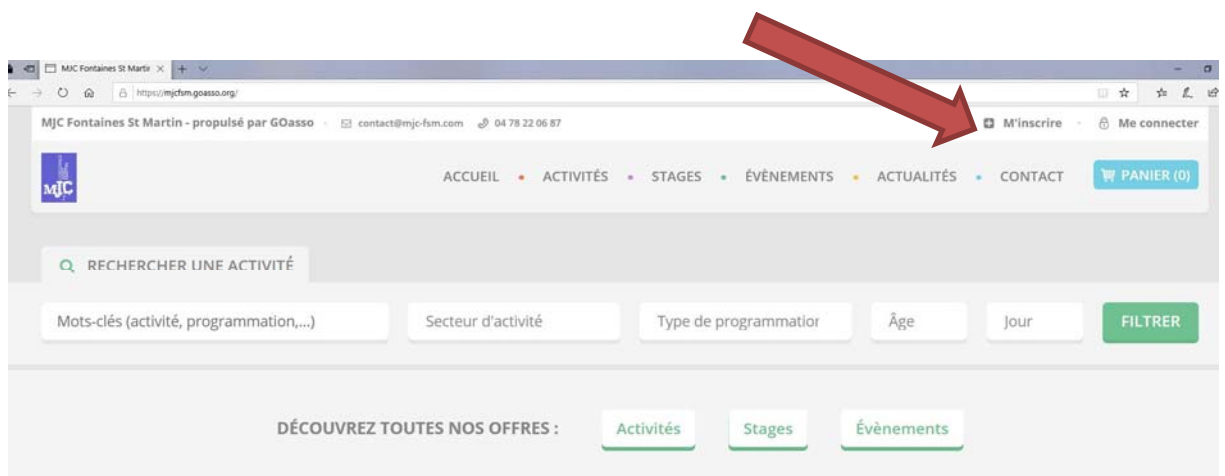 MJC Fontaines St Martin
https://mjcfsm.goasso.org/
MJC Fontaines St Martin - propulsé par GOasso contact@mjc-fsm.com 04 78 22 06 87 M'inscrire Me connecter
MJC ACCUEIL • ACTIVITÉS • STAGES • ÉVÈNEMENTS • ACTUALITÉS • CONTACT PANIER (0)
RECHERCHER UNE ACTIVITÉ
Mots-clés (activité, programmation,...) Secteur d'activité Type de programmation Âge Jour FILTRER
DÉCOUVREZ TOUTES NOS OFFRES : Activités Stages Évènements